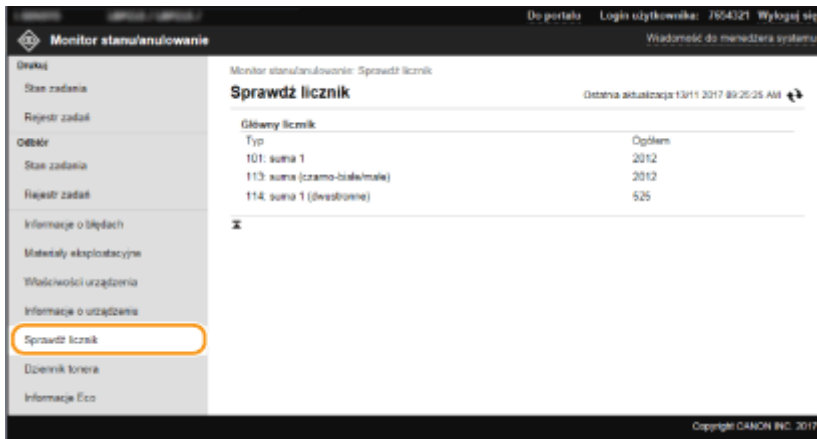 Do portalu Login użytkownika: 7654321 Wyloguj się
Monitor stanu/anulowanie
Wiadomość do menedżera systemu
Drukuj
Stan zadania
Rejestr zadań
Odbiór
Stan zadania
Rejestr zadań
Informacje o błędach
Materiały eksploatacyjne
Właściwości urządzenia
Informacje o urządzeniu
Sprawdź licznik
Dziennik tonera
Informacje Eco
Monitor stanu/anulowanie: Sprawdź licznik
Sprawdź licznik
Ostatnia aktualizacja:13/11 2017 09:25:25 AM
Główny licznik
Typ Ogółem
101: suma 1 2012
113: suma (czarno-białe/małe) 2012
114: suma 1 (dwustronne) 525
Copyright CANON INC. 2017